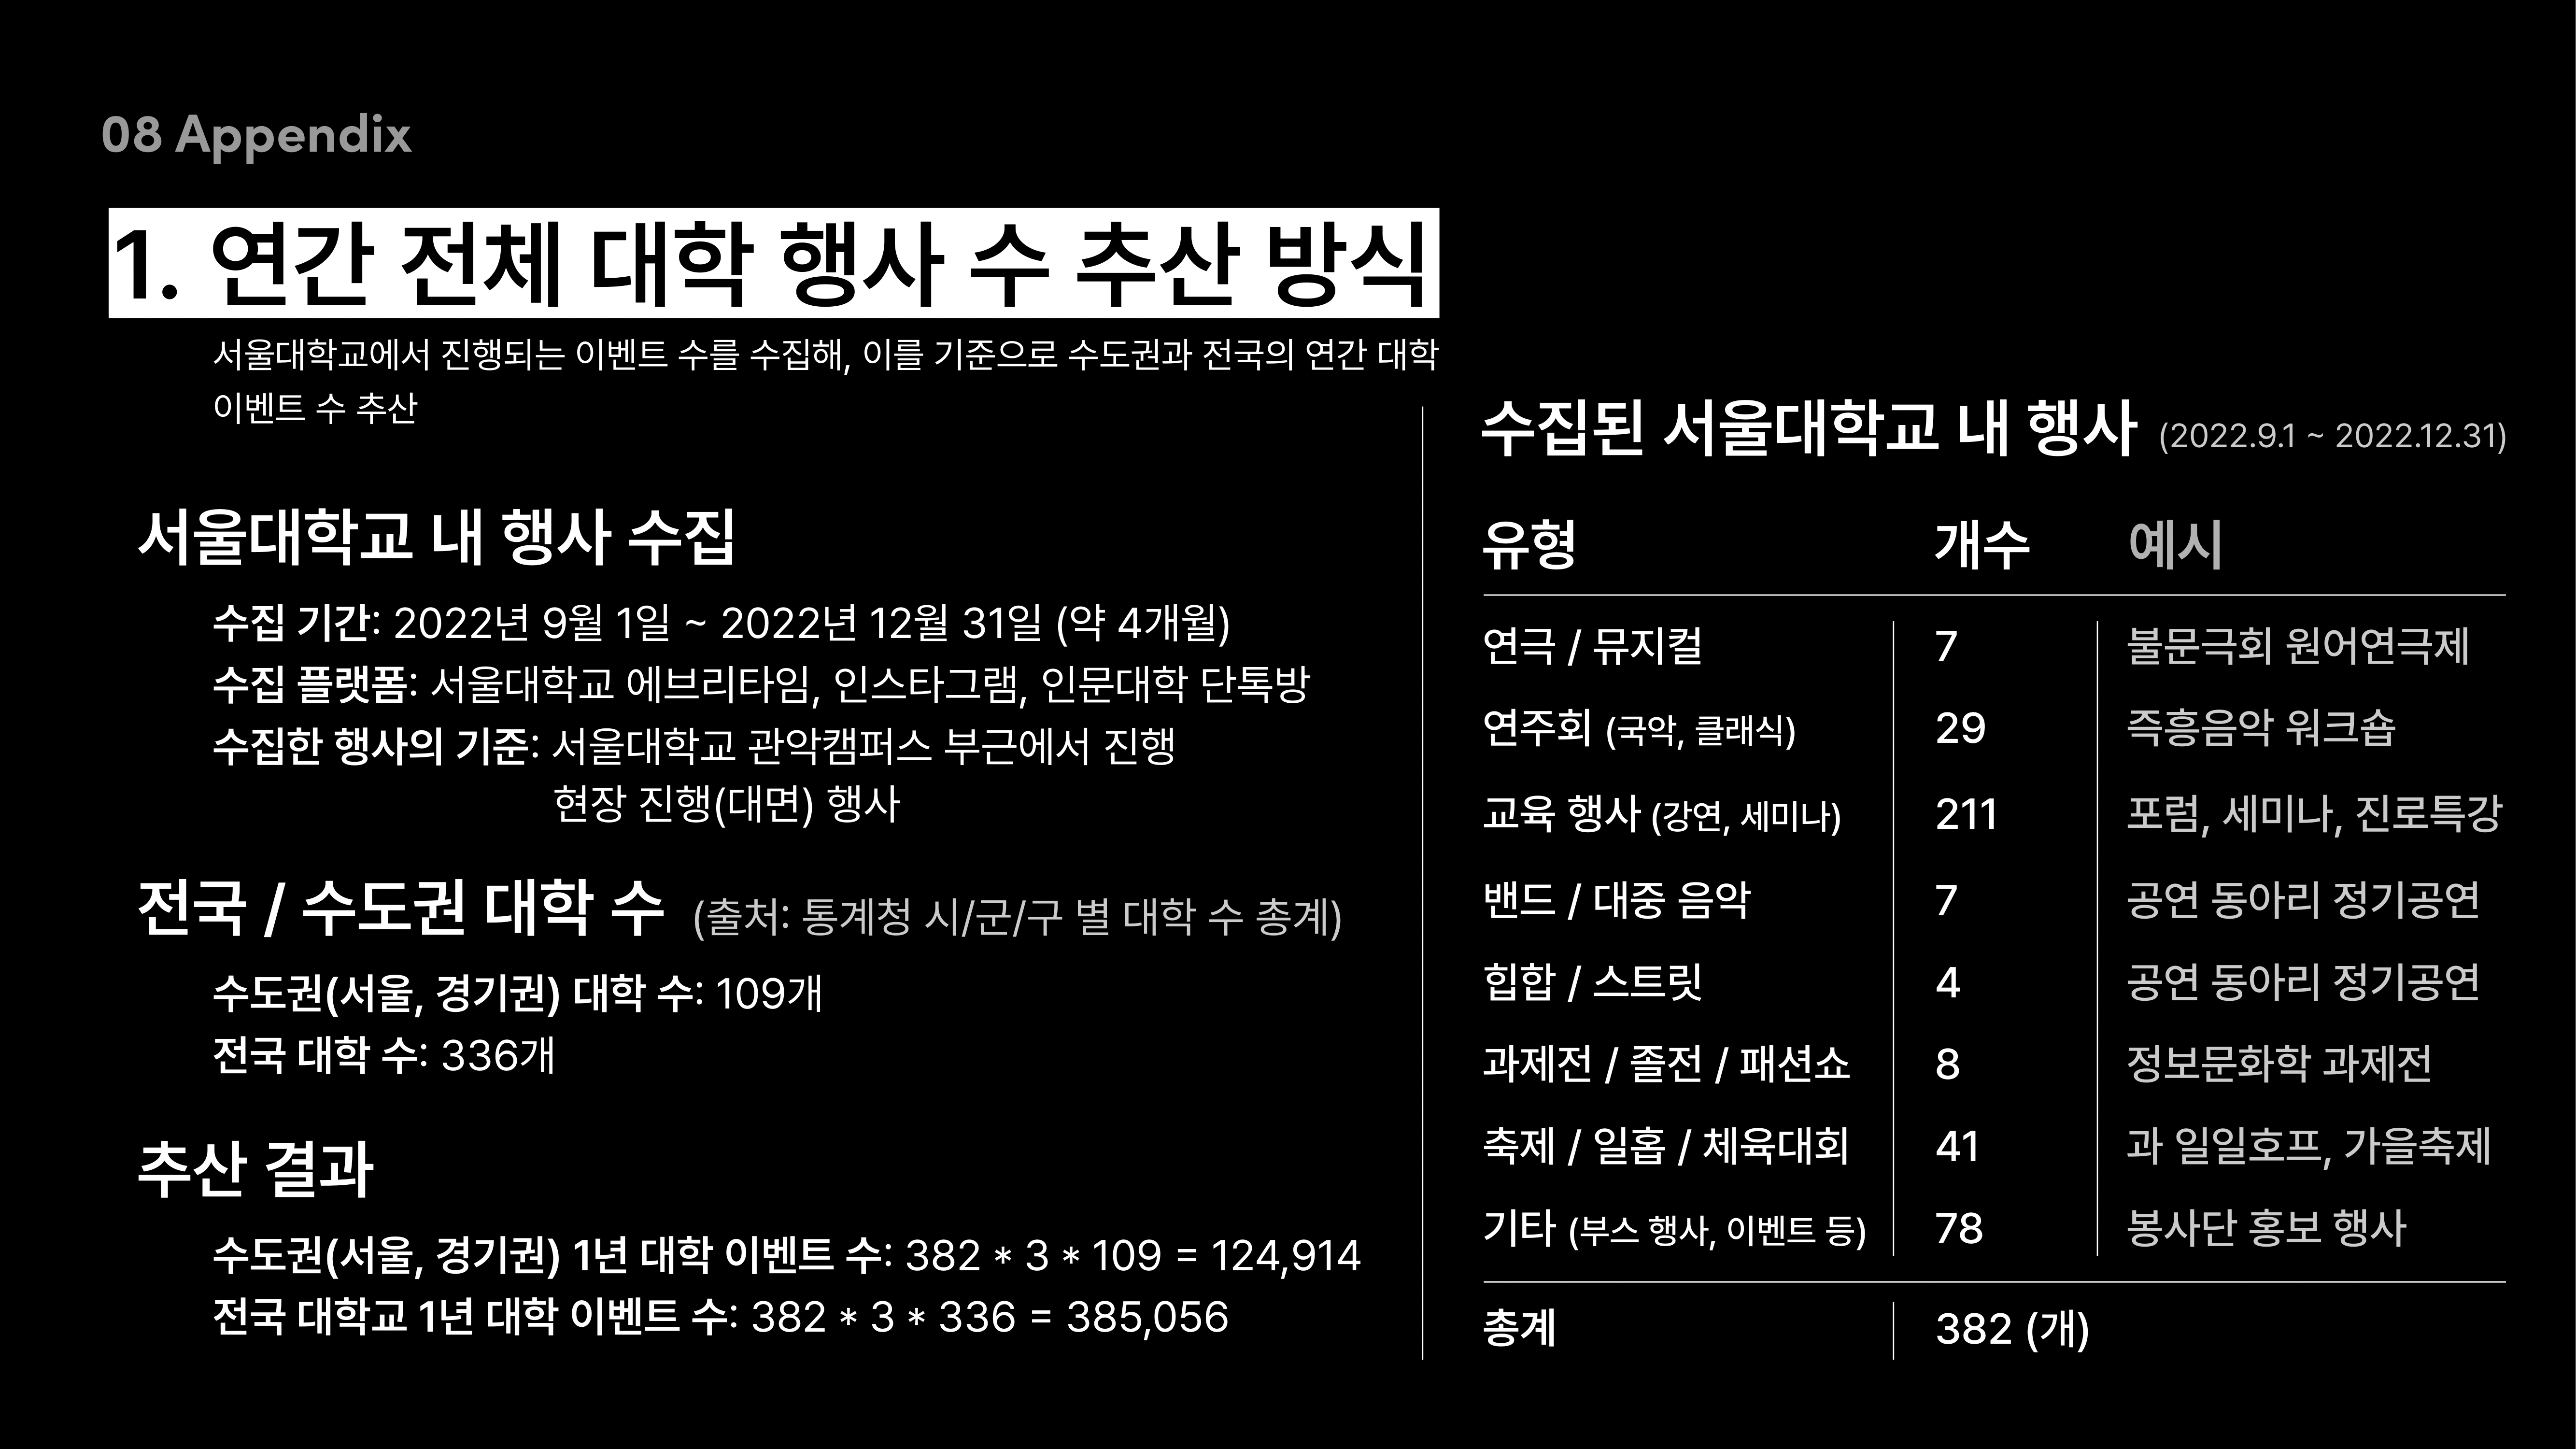 08 Appendix
1. 연간 전체 대학 행사 수 추산 방식
서울대학교에서 진행되는 이벤트 수를 수집해, 이를 기준으로 수도권과 전국의 연간 대학
이벤트 수 추산
서울대학교 내 행사 수집
수집 기간: 2022년 9월 1일 ~ 2022년 12월 31일 (약 4개월)
수집 플랫폼: 서울대학교 에브리타임, 인스타그램, 인문대학 단톡방
수집한 행사의 기준: 서울대학교 관악캠퍼스 부근에서 진행
현장 진행(대면) 행사
전국 / 수도권 대학 수 (출처: 통계청 시/군/구 별 대학 수 총계)
수도권(서울, 경기권) 대학 수: 109개
전국 대학 수: 336개
추산 결과
수도권(서울, 경기권) 1년 대학 이벤트 수: 382 * 3 * 109 = 124,914
전국 대학교 1년 대학 이벤트 수: 382 * 3 * 336 = 385,056
수집된 서울대학교 내 행사 (2022.9.1 ~ 2022.12.31)
유형 개수 예시
연극 / 뮤지컬 7 불문극회 원어연극제
연주회 (국악, 클래식) 29 즉흥음악 워크숍
교육 행사 (강연, 세미나) 211 포럼, 세미나, 진로특강
밴드 / 대중 음악 7 공연 동아리 정기공연
힙합 / 스트릿 4 공연 동아리 정기공연
과제전 / 졸전 / 패션쇼 8 정보문화학 과제전
축제 / 일홉 / 체육대회 41 과 일일호프, 가을축제
기타 (부스 행사, 이벤트 등) 78 봉사단 홍보 행사
총계 382 (개)